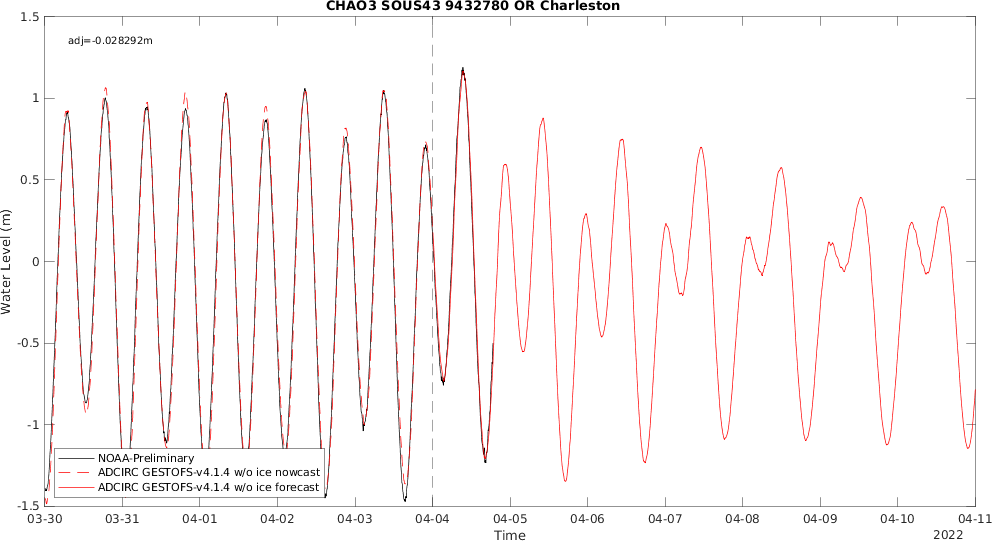 CHAO3 SOUS43 9432780 OR Charleston
adj=-0.028292m
1.5
1
0.5
0
-0.5
-1
-1.5
Water Level (m)
NOAA-Preliminary
ADCIRC GESTOFS-v4.1.4 w/o ice nowcast
ADCIRC GESTOFS-v4.1.4 w/o ice forecast
03-30 03-31 04-01 04-02 04-03 04-04 04-05 04-06 04-07 04-08 04-09 04-10 04-11
Time
2022